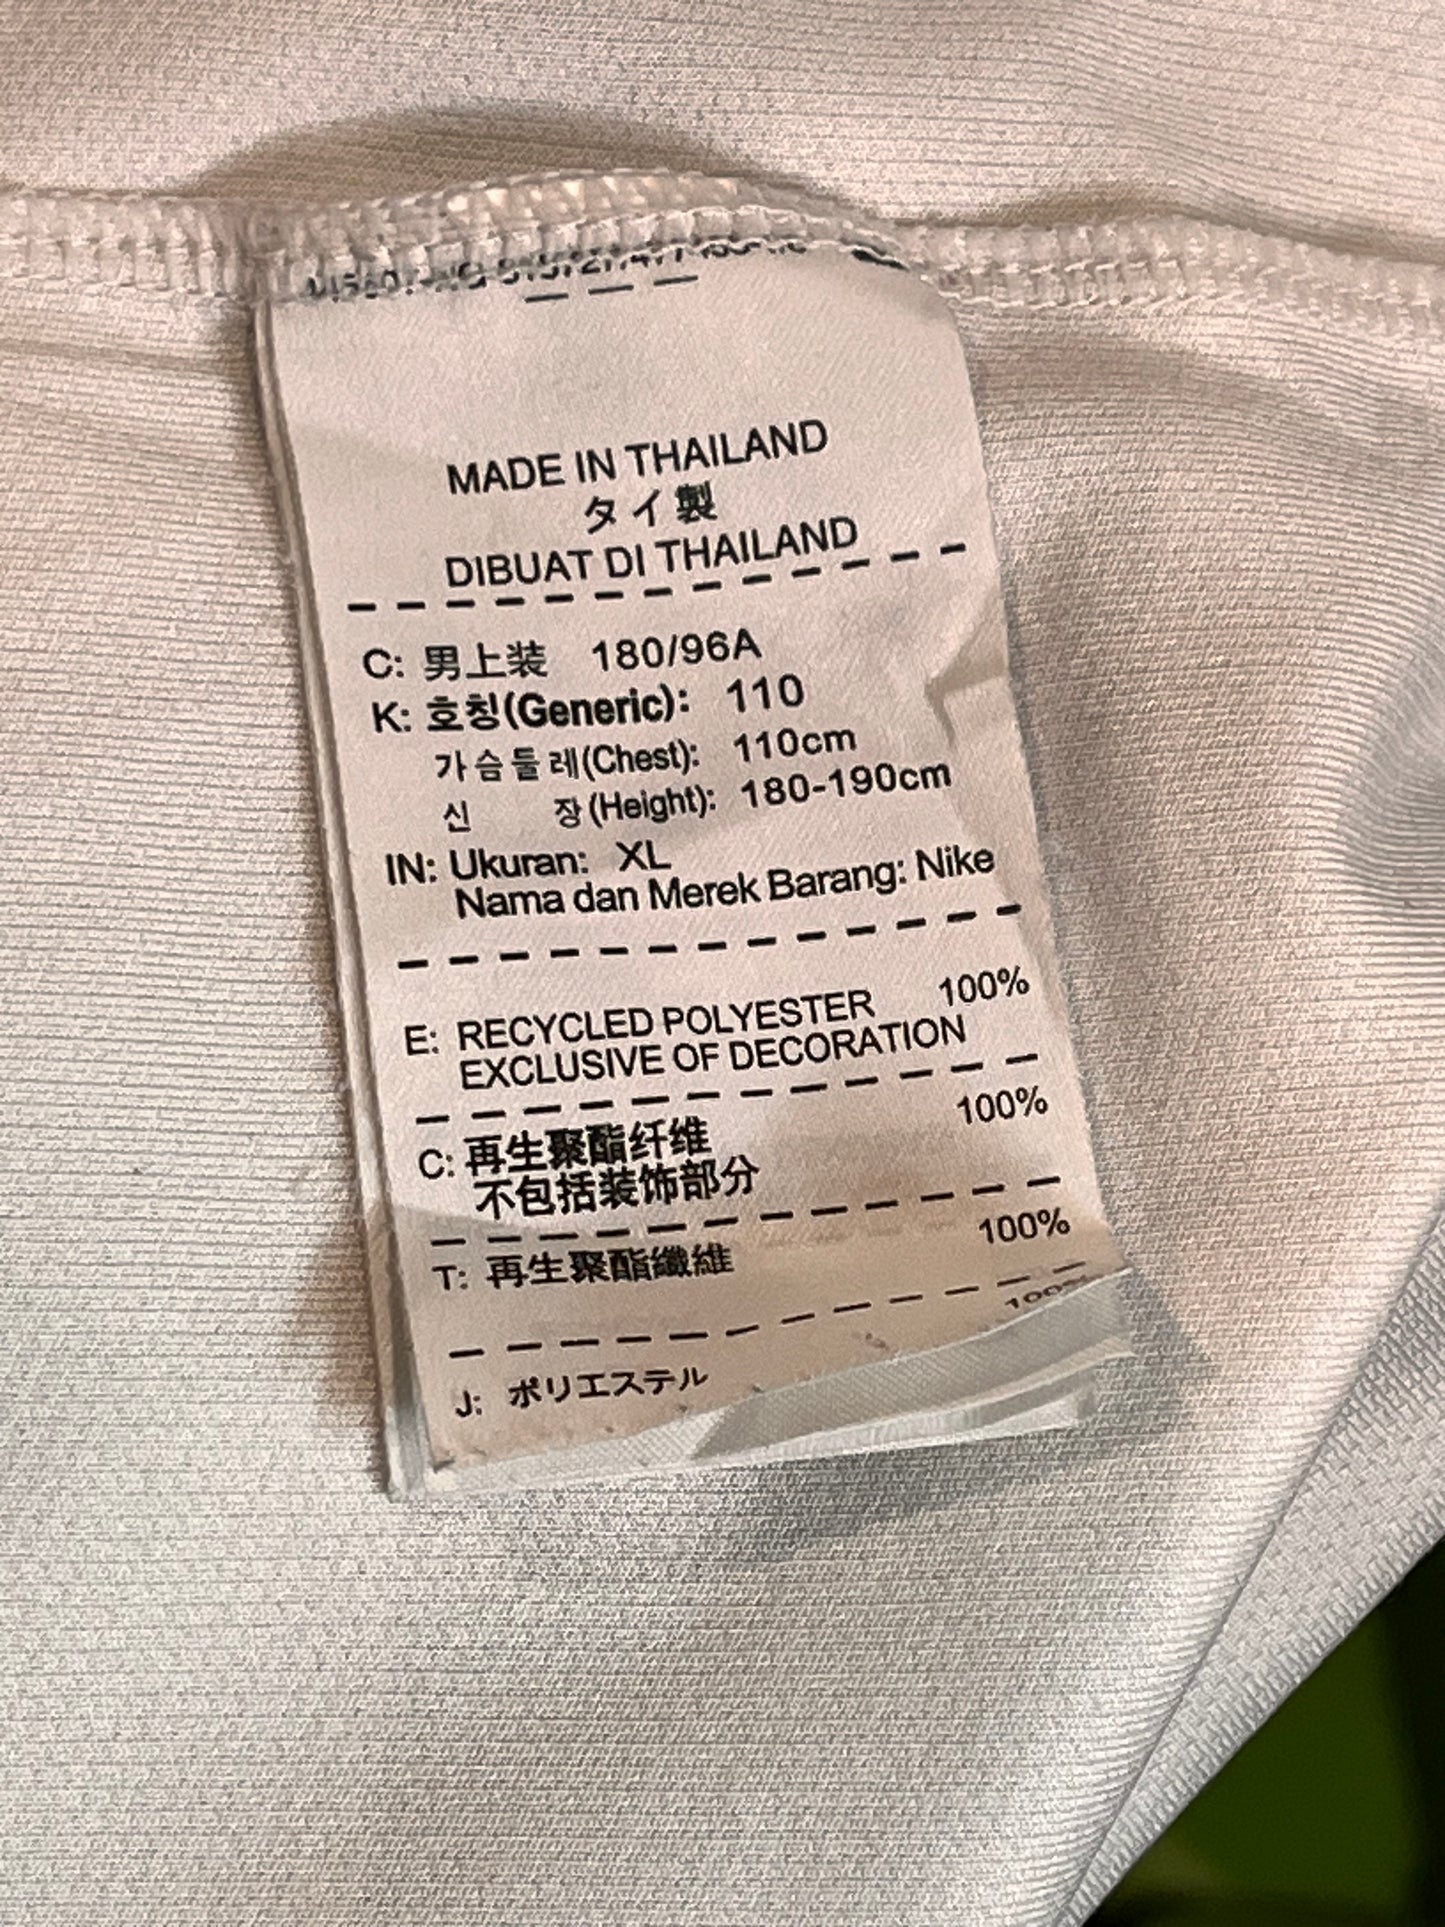 MADE IN THAILAND
タイ製
DIBUAT DI THAILAND
C: 男上装 180/96A
K: 호칭(Generic): 110
가슴둘레(Chest): 110cm
신 장(Height): 180-190cm
IN: Ukuran: XL
Nama dan Merek Barang: Nike
E: RECYCLED POLYESTER 100%
EXCLUSIVE OF DECORATION
C: 再生聚酯纤维 100%
不包括装饰部分
T: 再生聚酯纖維 100%
J: ポリエステル 100%